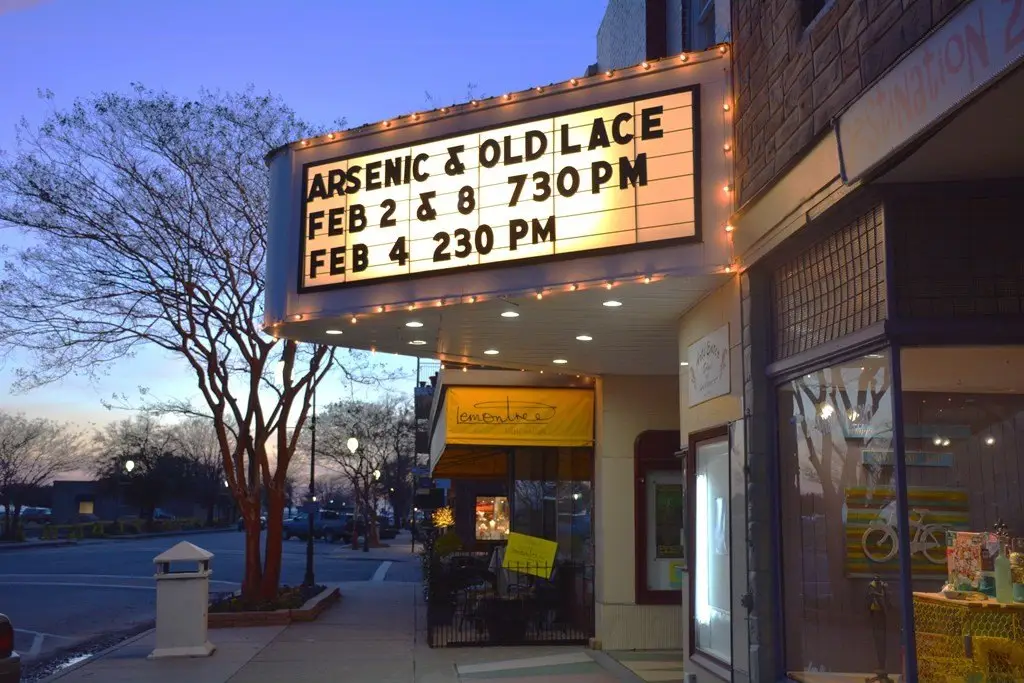 ARSENIC & OLD LACE
FEB 2 & 8 730 PM
FEB 4 230 PM
Lemontree